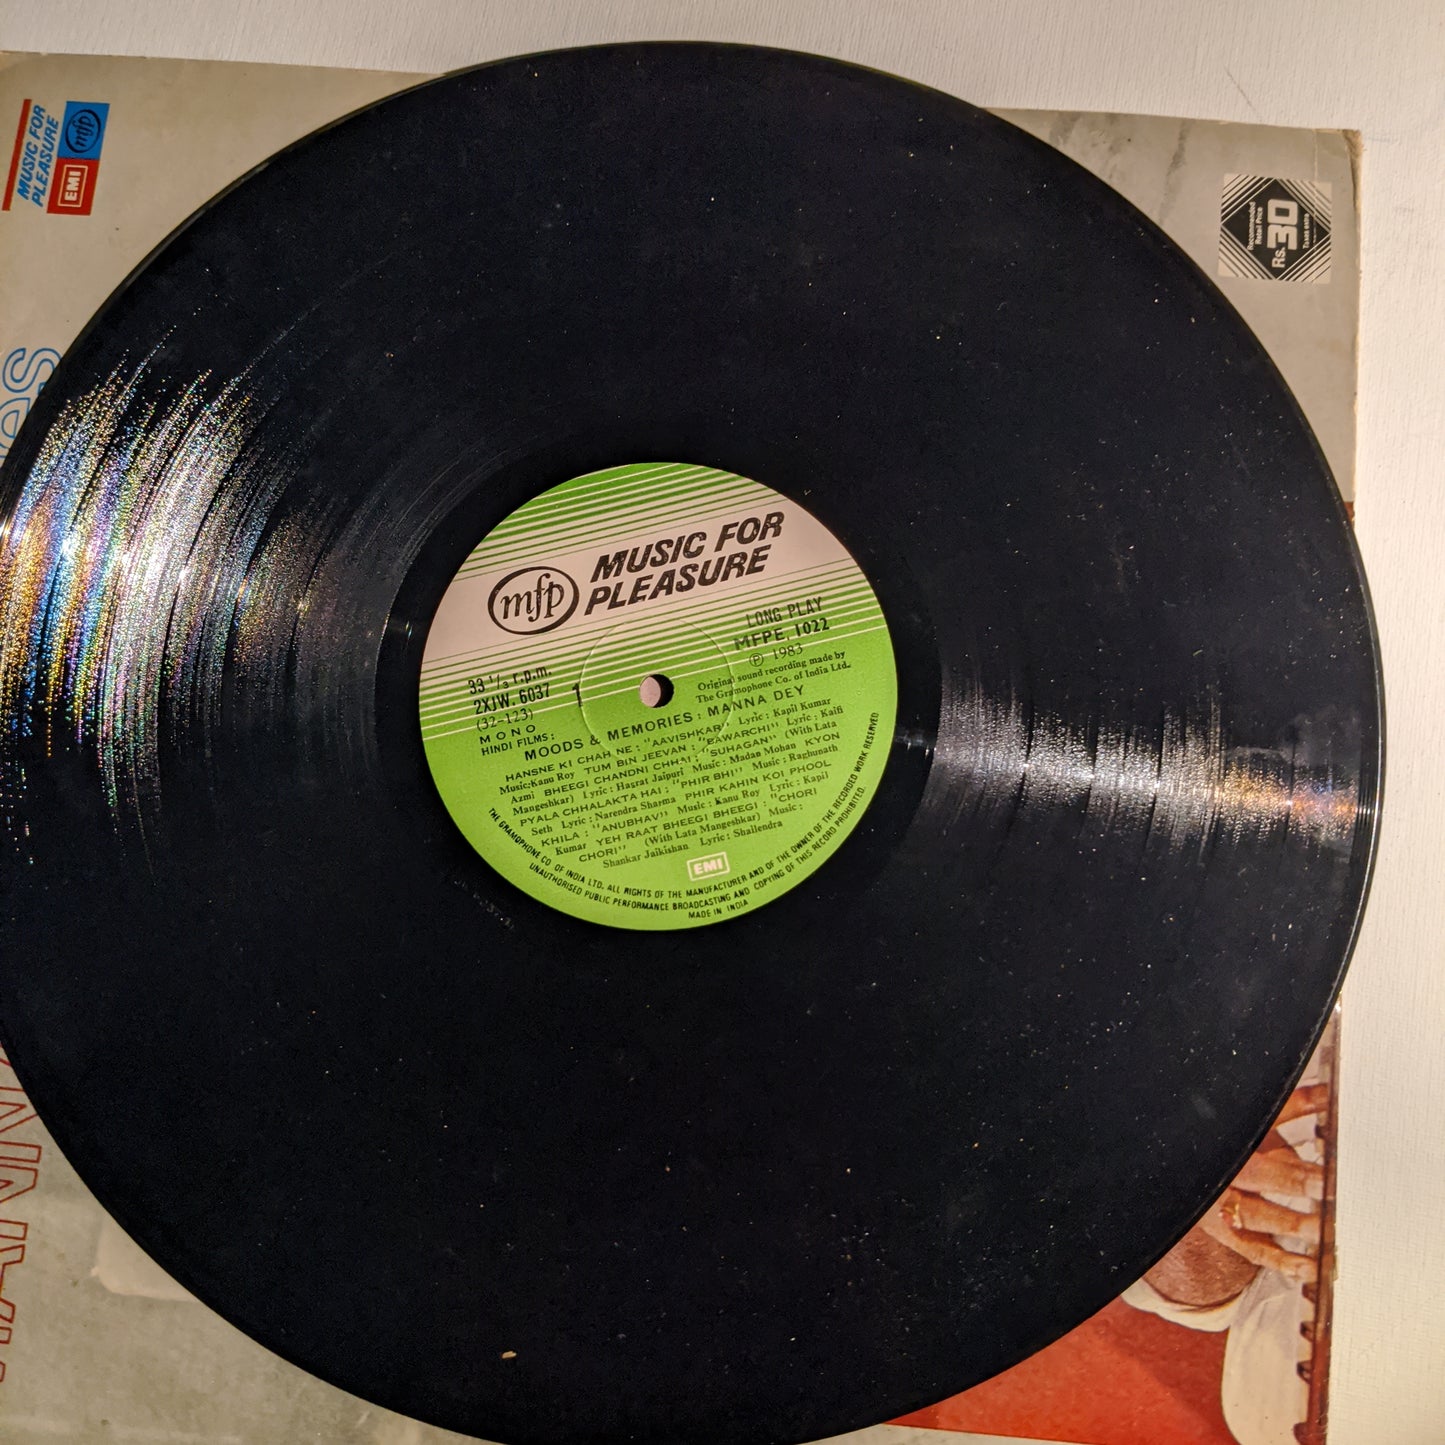 MUSIC FOR
PLEASURE
mfp
EMI
Recommended
Retail Price
Rs. 30
Taxes extra
es
MANNA
mfp
MUSIC FOR
PLEASURE
LONG PLAY
MFPE. 1022
℗ 1983
Original sound recording made by
The Gramophone Co. of India Ltd.
33 1/3 r.p.m.
2XJW. 6037
(32-123)
MONO
1
HINDI FILMS:
MOODS & MEMORIES: MANNA DEY
HANSNE KI CHAH NE: "AAVISHKAR" Lyric: Kapil Kumar
Music: Kanu Roy TUM BIN JEEVAN: "BAWARCHI" Lyric: Kaifi
Azmi BHEEGI CHANDNI CHHAI: "SUHAGAN" (With Lata
Mangeshkar) Lyric: Hasrat Jaipuri Music: Madan Mohan KYON
PYALA CHHALAKTA HAI: "PHIR BHI" Music: Raghunath
Seth Lyric: Narendra Sharma PHIR KAHIN KOI PHOOL
KHILA: "ANUBHAV" Music: Kanu Roy Lyric: Kapil
Kumar YEH RAAT BHEEGI BHEEGI: "CHORI
CHORI" (With Lata Mangeshkar) Music:
Shankar Jaikishan Lyric: Shailendra
EMI
THE GRAMOPHONE CO. OF INDIA LTD. ALL RIGHTS OF THE MANUFACTURER AND OF THE OWNER OF THE RECORDED WORK RESERVED.
UNAUTHORISED PUBLIC PERFORMANCE BROADCASTING AND COPYING OF THIS RECORD PROHIBITED.
MADE IN INDIA